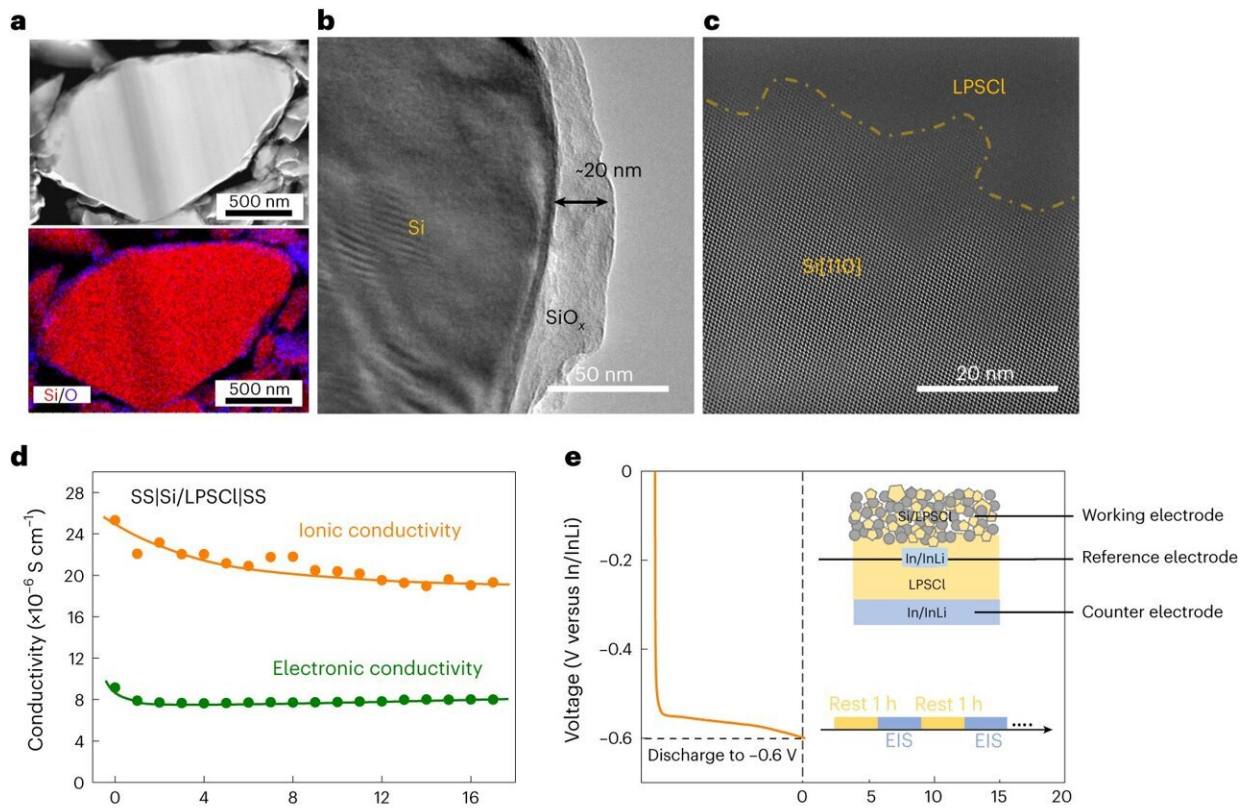 a
500 nm
Si/O
500 nm
b
~20 nm
Si
SiOₓ
50 nm
c
LPSCl
Si[110]
20 nm
d
Conductivity (×10⁻⁶ S cm⁻¹)
28
24
20
16
12
8
4
0
SS|Si/LPSCl|SS
Ionic conductivity
Electronic conductivity
0
4
8
12
16
e
Voltage (V versus In/InLi)
0
−0.2
−0.4
−0.6
Discharge to −0.6 V
Si/LPSCl
Working electrode
In/InLi
Reference electrode
LPSCl
In/InLi
Counter electrode
Rest 1 h Rest 1 h
EIS EIS
0
5
10
15
20